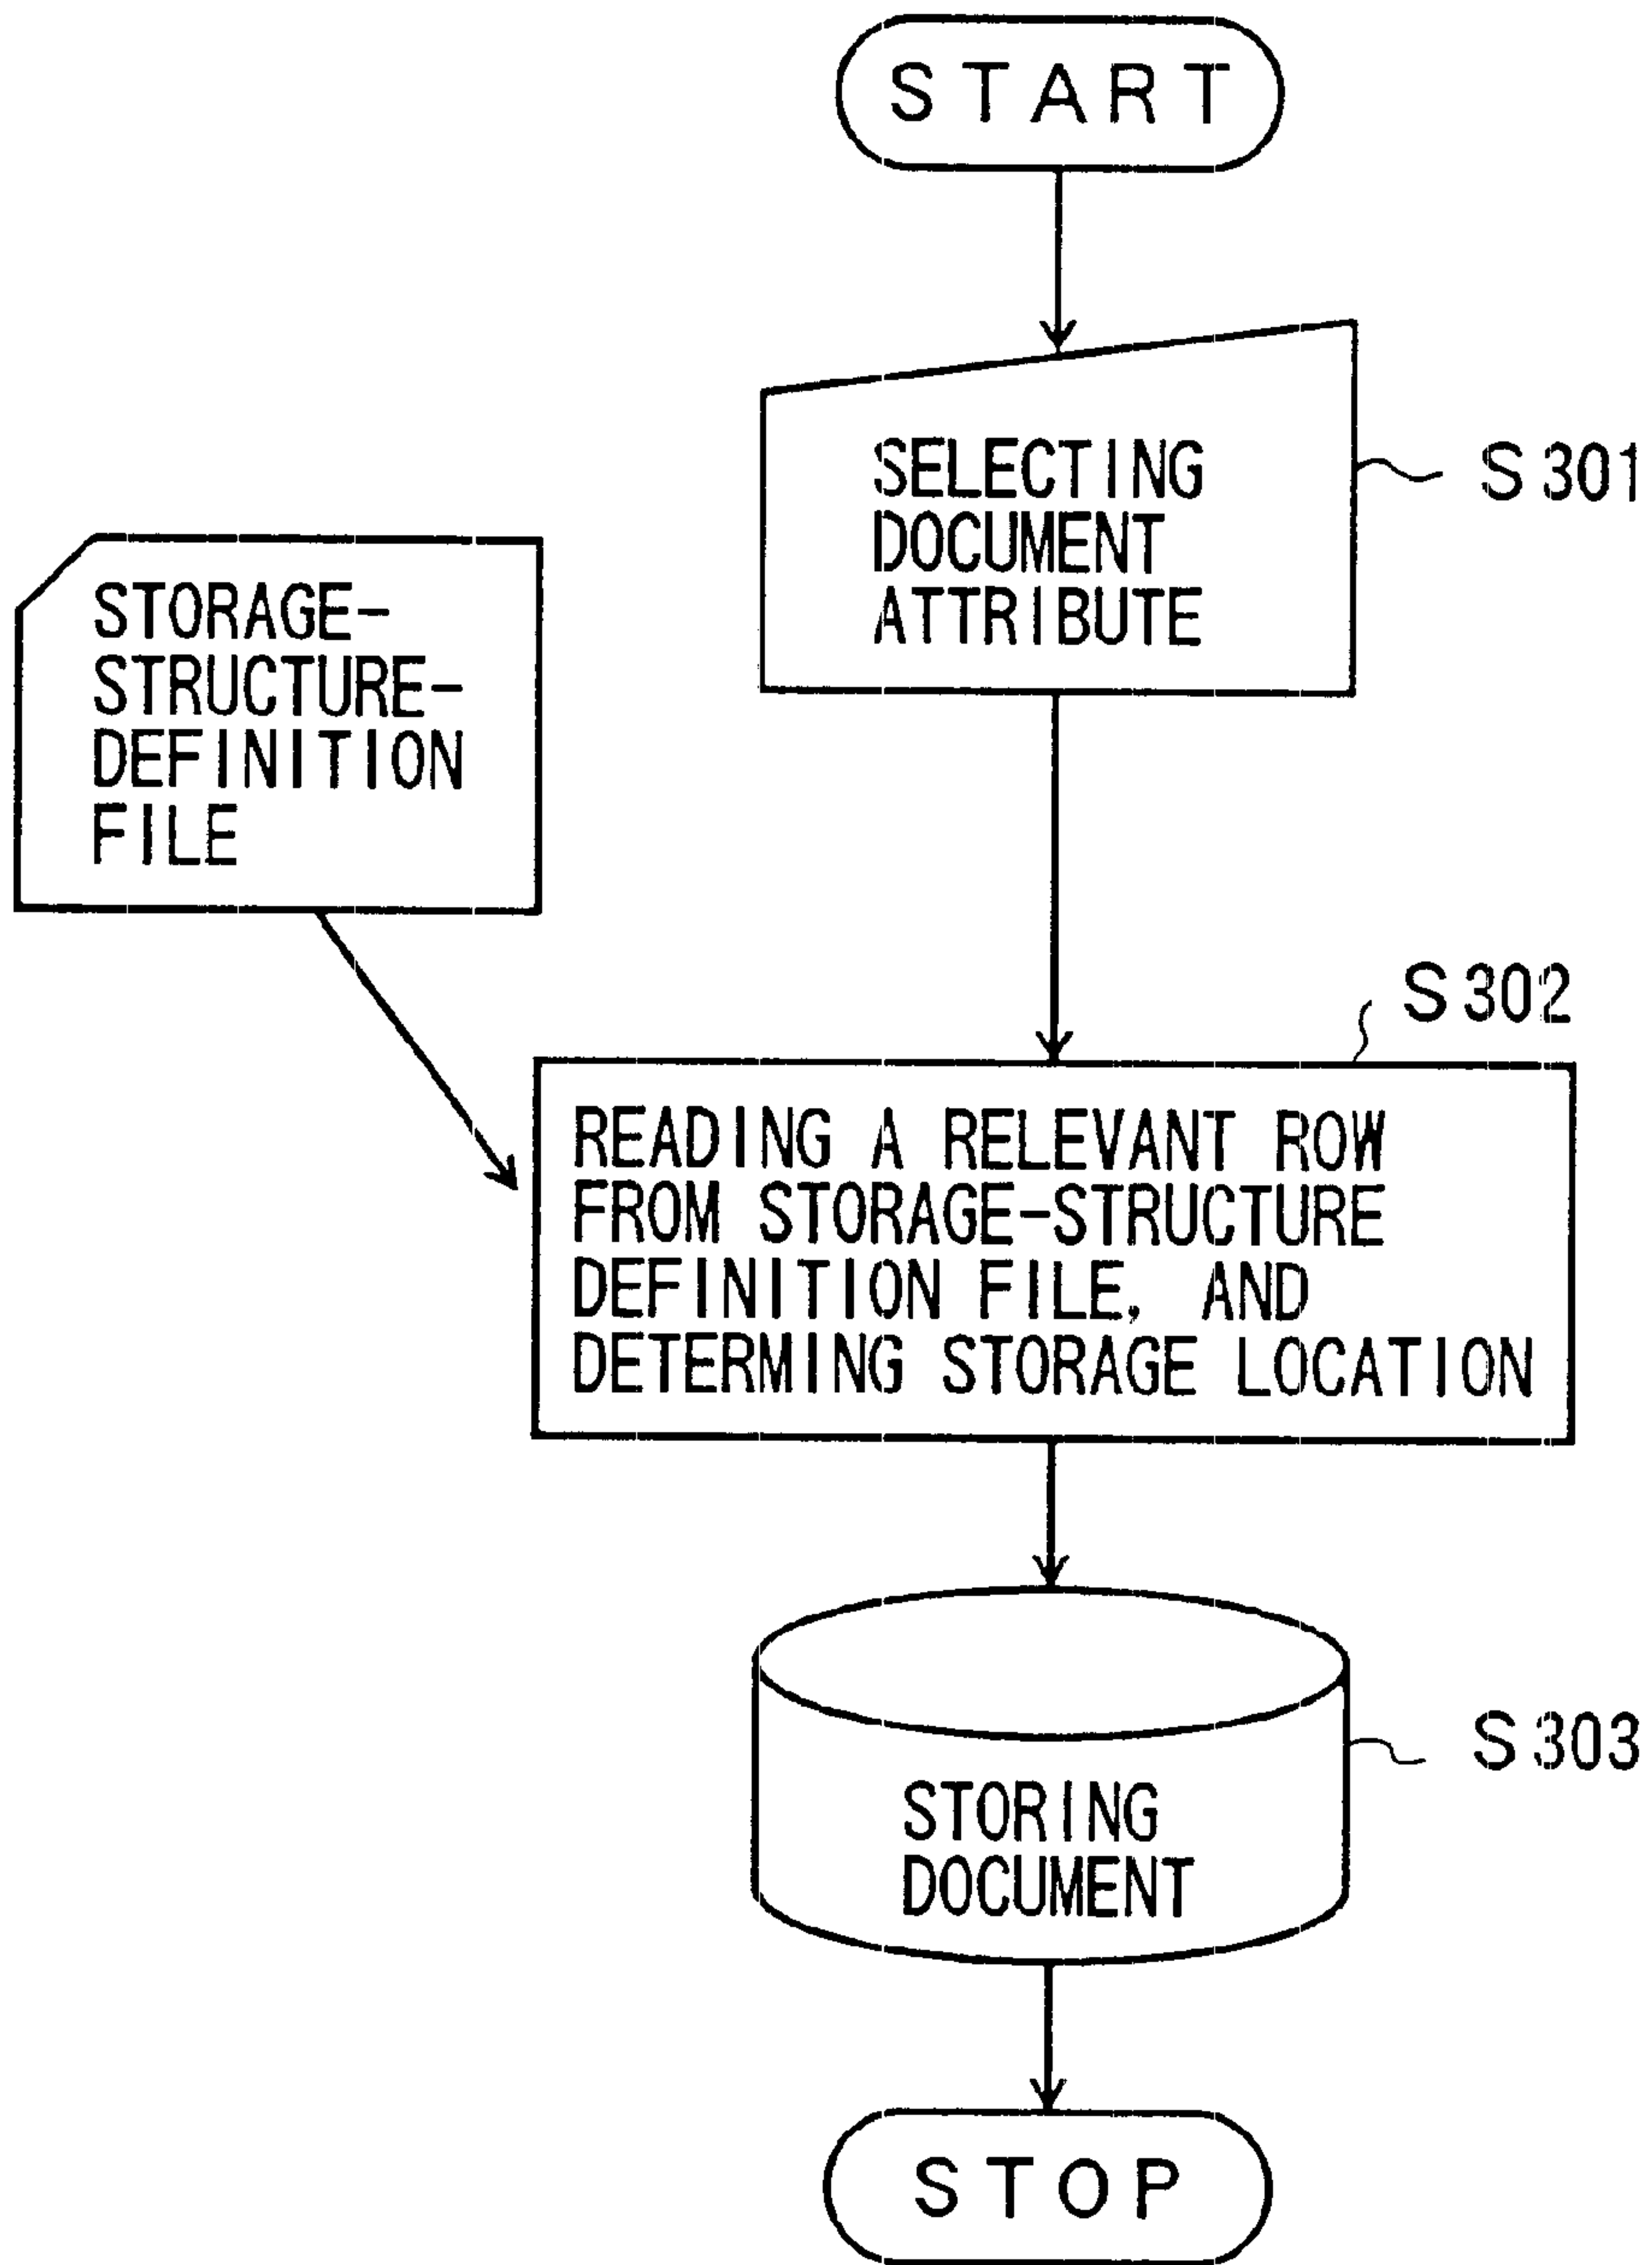 START
SELECTING
DOCUMENT
ATTRIBUTE
S301
STORAGE-
STRUCTURE-
DEFINITION
FILE
S302
READING A RELEVANT ROW
FROM STORAGE-STRUCTURE
DEFINITION FILE, AND
DETERMING STORAGE LOCATION
STORING
DOCUMENT
S303
STOP